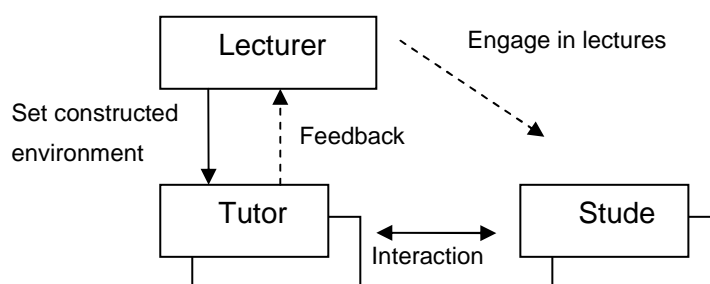 Lecturer
Engage in lectures
Set constructed
environment
Feedback
Tutor
Stude
Interaction